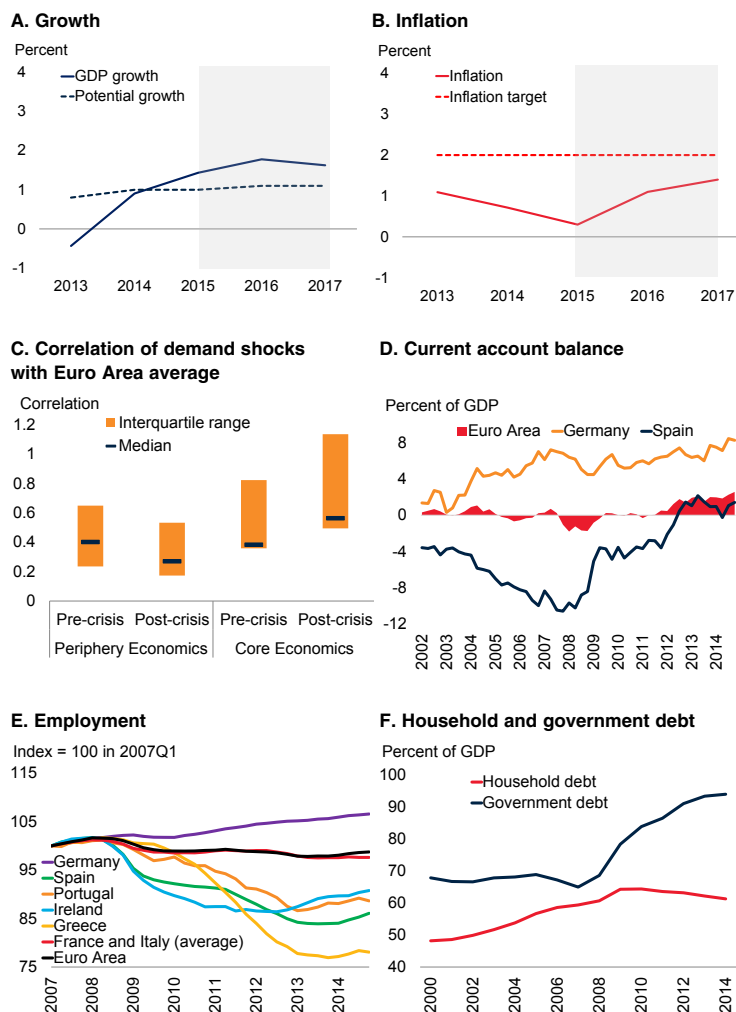 A. Growth
Percent
4
GDP growth
Potential growth
3
2
1
0
-1
2013 2014 2015 2016 2017
B. Inflation
Percent
4
Inflation
Inflation target
3
2
1
0
-1
2013 2014 2015 2016 2017
C. Correlation of demand shocks
with Euro Area average
Correlation
1.2
Interquartile range
Median
1
0.8
0.6
0.4
0.2
0
Pre-crisis Post-crisis Pre-crisis Post-crisis
Periphery Economics Core Economics
D. Current account balance
Percent of GDP
Euro Area Germany Spain
8
4
0
-4
-8
-12
2002 2003 2004 2005 2006 2007 2008 2009 2010 2011 2012 2013 2014
E. Employment
Index = 100 in 2007Q1
115
105
95
85
75
Germany
Spain
Portugal
Ireland
Greece
France and Italy (average)
Euro Area
2007 2008 2009 2010 2011 2012 2013 2014
F. Household and government debt
Percent of GDP
100
Household debt
Government debt
90
80
70
60
50
40
2000 2002 2004 2006 2008 2010 2012 2014